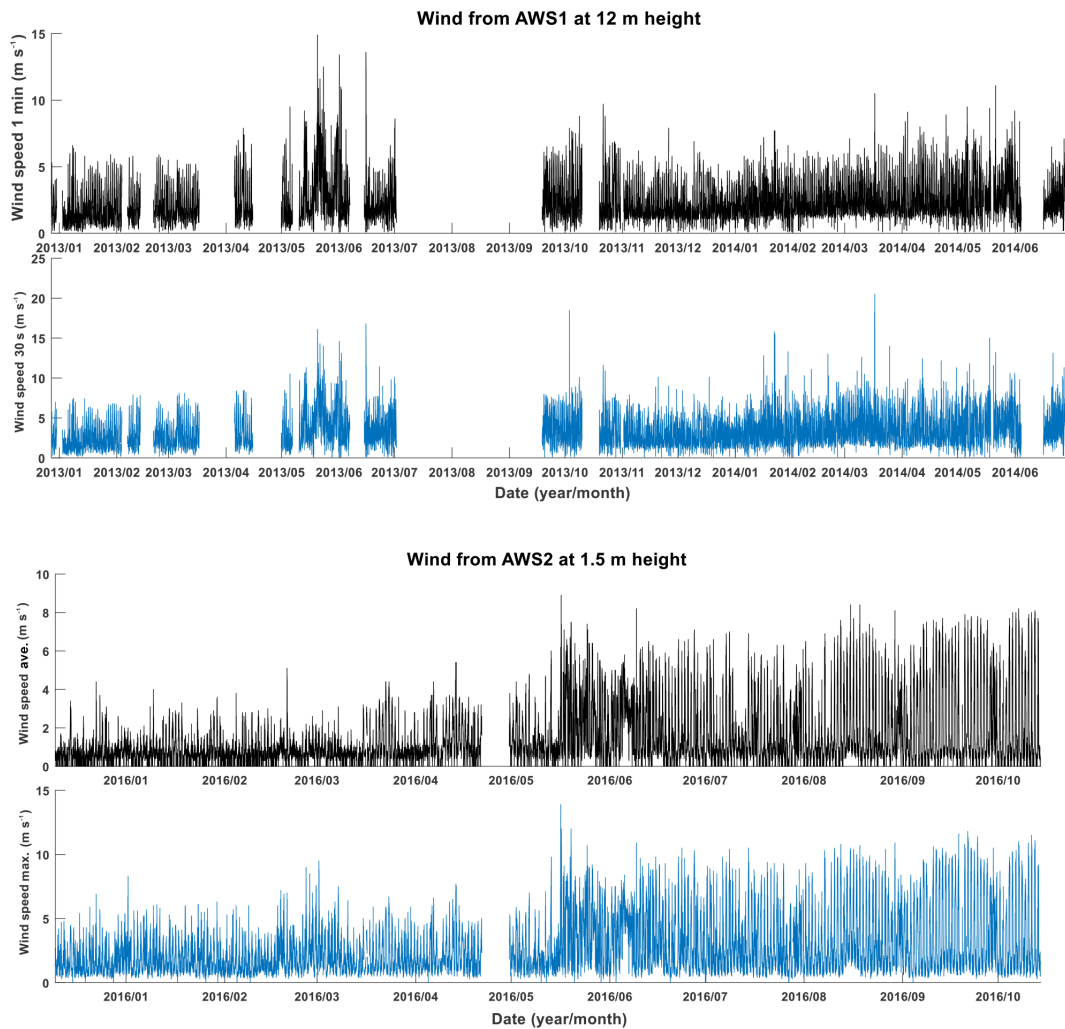 Wind from AWS1 at 12 m height
Wind speed 1 min (m s⁻¹)
15
10
5
0
2013/01 2013/02 2013/03 2013/04 2013/05 2013/06 2013/07 2013/08 2013/09 2013/10 2013/11 2013/12 2014/01 2014/02 2014/03 2014/04 2014/05 2014/06
Wind speed 30 s (m s⁻¹)
25
20
15
10
5
0
2013/01 2013/02 2013/03 2013/04 2013/05 2013/06 2013/07 2013/08 2013/09 2013/10 2013/11 2013/12 2014/01 2014/02 2014/03 2014/04 2014/05 2014/06
Date (year/month)
Wind from AWS2 at 1.5 m height
Wind speed ave. (m s⁻¹)
10
8
6
4
2
0
2016/01 2016/02 2016/03 2016/04 2016/05 2016/06 2016/07 2016/08 2016/09 2016/10
Wind speed max. (m s⁻¹)
15
10
5
0
2016/01 2016/02 2016/03 2016/04 2016/05 2016/06 2016/07 2016/08 2016/09 2016/10
Date (year/month)